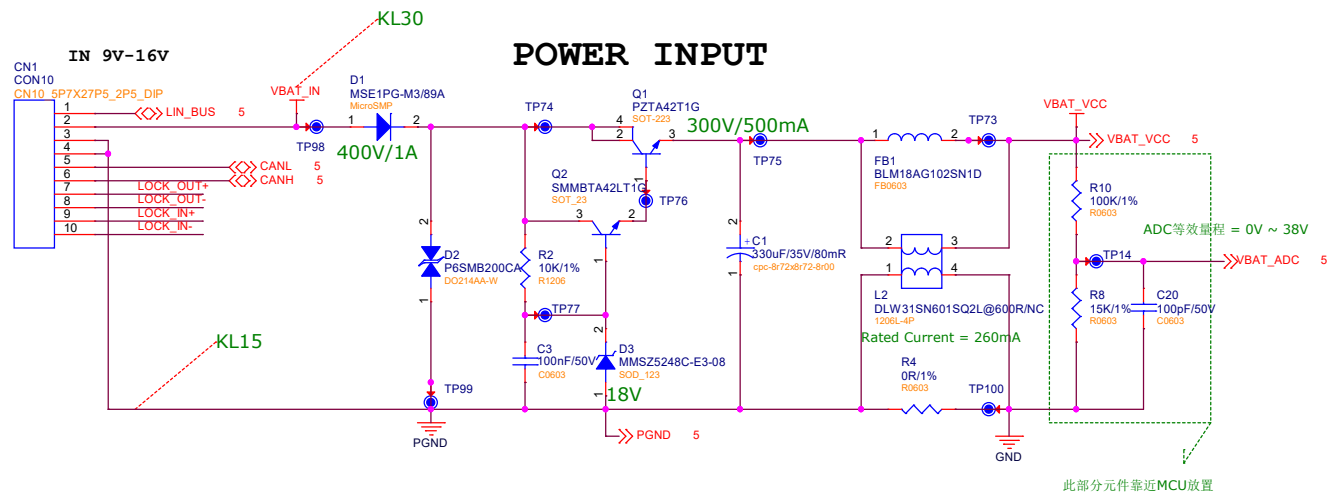 KL30
IN 9V-16V
POWER INPUT
CN1
CON10
CN10_5P7X27P5_2P5_DIP
1
2
3
4
5
6
7
8
9
10
LIN_BUS 5
CANL 5
CANH 5
LOCK_OUT+
LOCK_OUT-
LOCK_IN+
LOCK_IN-
VBAT_IN
TP98
D1
MSE1PG-M3/89A
MicroSMP
1
2
400V/1A
TP74
Q1
PZTA42T1G
SOT-223
4
2
3
1
300V/500mA
TP75
TP76
Q2
SMMBTA42LT1G
SOT_23
3
2
1
R2
10K/1%
R1206
TP77
C3
100nF/50V
C0603
2
1
D3
MMSZ5248C-E3-08
SOD_123
18V
2
D2
P6SMB200CA
DO214AA-W
1
TP99
PGND
PGND 5
KL15
2
C1
+
330uF/35V/80mR
cpc-8r72x8r72-8r00
1
1
2
TP73
FB1
BLM18AG102SN1D
FB0603
2
3
1
4
L2
DLW31SN601SQ2L@600R/NC
1206L-4P
Rated Current = 260mA
R4
0R/1%
R0603
TP100
GND
VBAT_VCC
VBAT_VCC 5
R10
100K/1%
R0603
ADC等效量程 = 0V ~ 38V
TP14
VBAT_ADC 5
R8
15K/1%
R0603
C20
100pF/50V
C0603
此部分元件靠近MCU放置